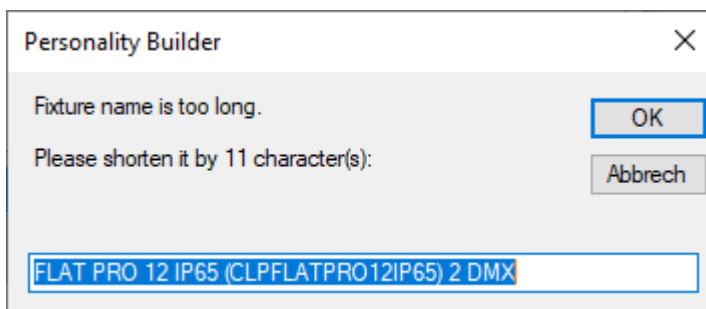 Personality Builder
Fixture name is too long.
OK
Please shorten it by 11 character(s):
Abbrech
FLAT PRO 12 IP65 (CLPFLATPRO12IP65) 2 DMX